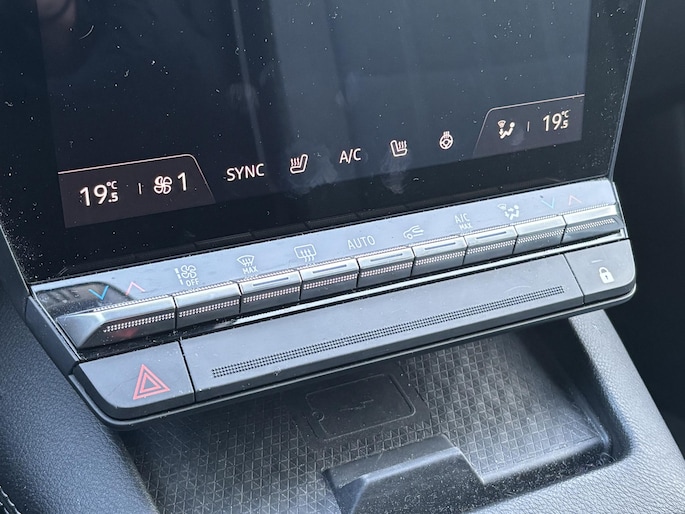 19.5°C 1 SYNC A/C 19.5°C
OFF MAX AUTO A/C MAX